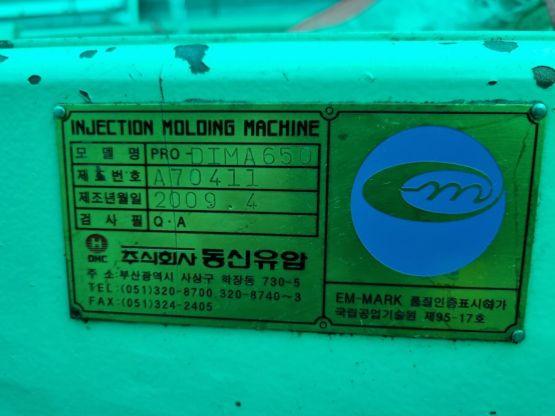 INJECTION MOLDING MACHINE
모델명 PRO-DIMA650
제품번호 A70411
제조년월일 2009.4
검사필 Q·A
DHC 주식회사 동신유압
주소:부산광역시 사상구 학장동 730-5
TEL:(051)320-8700 320-8740~3
FAX:(051)324-2405
em
EM-MARK 품질인증표시허가
국립공업기술원 제95-17호